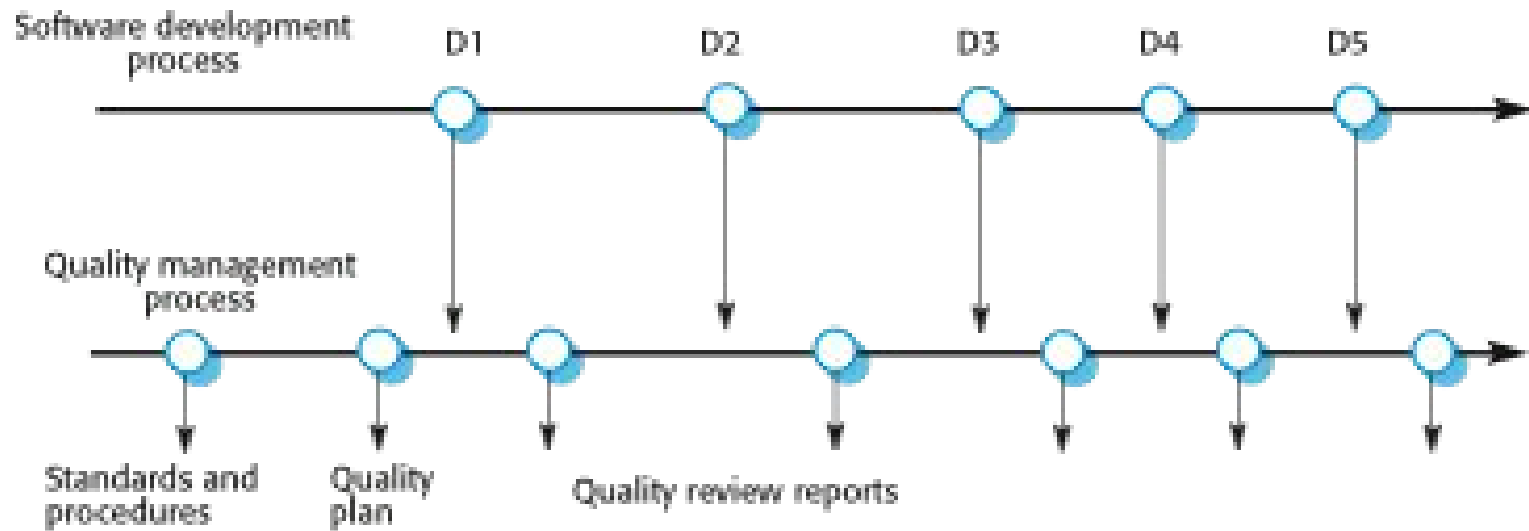 Software development
process
D1
D2
D3
D4
D5
Quality management
process
Standards and
procedures
Quality
plan
Quality review reports